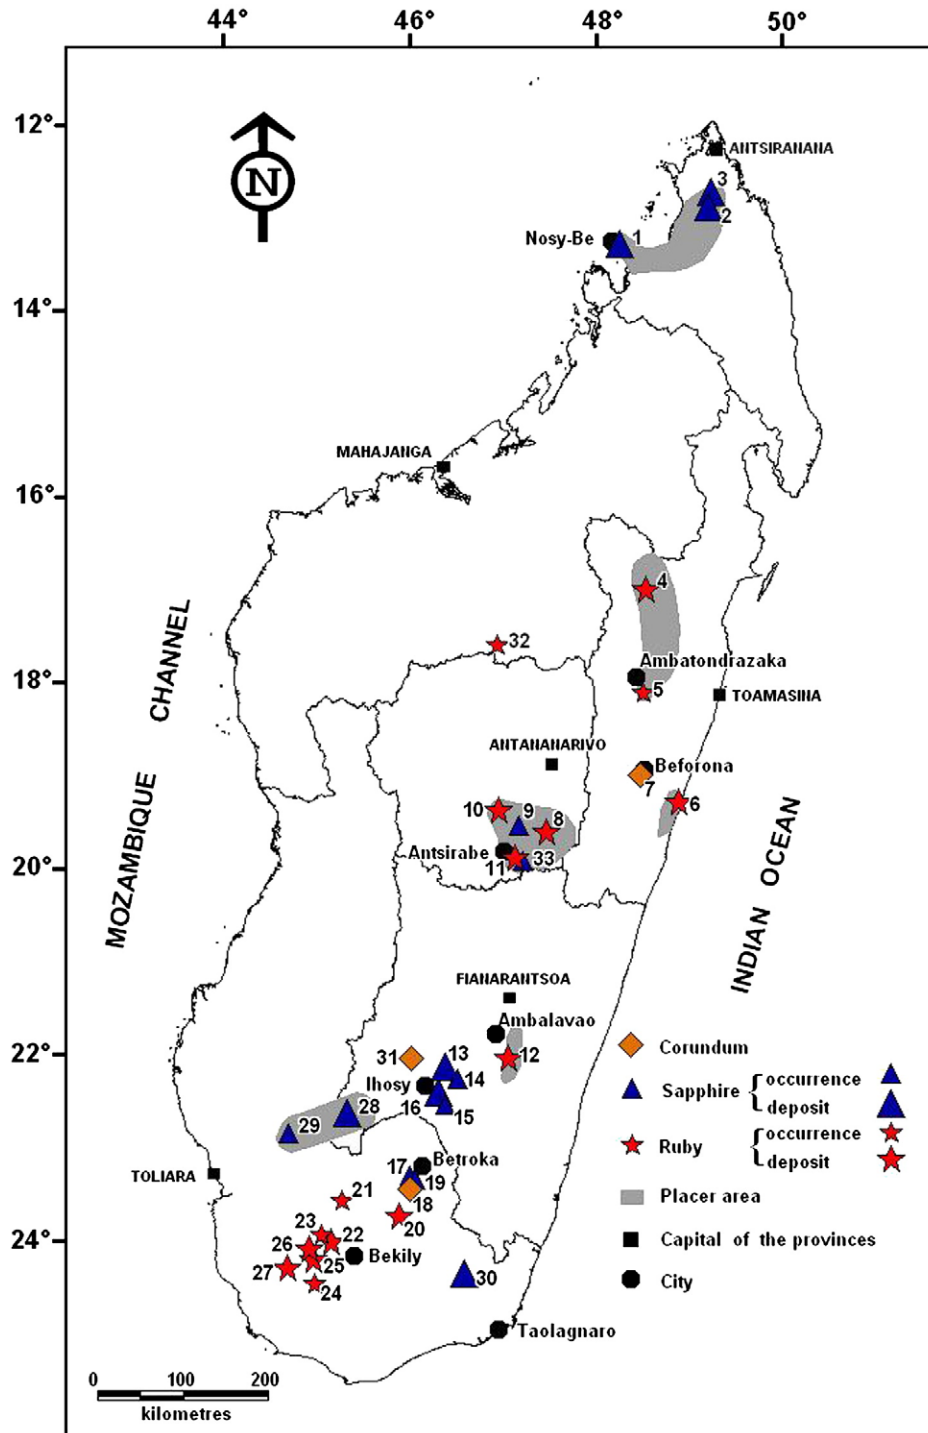 44° 46° 48° 50°
12°
14°
16°
18°
20°
22°
24°
N
ANTSIRANANA
3
2
Nosy-Be 1
MAHAJANGA
4
32
Ambatondrazaka
5
TOAMASINA
MOZAMBIQUE CHANNEL
ANTANANARIVO
Beforona
7
6
10 9 8
Antsirabe
11 33
INDIAN OCEAN
FIANARANTSOA
Ambalavao
12
31 13
14
Ihosy
16 15
28
29
17 Betroka
19
18
TOLIARA
21
20
23 22
26
25
Bekily
27
24
30
Taolagnaro
Corundum
Sapphire { occurrence
deposit
Ruby { occurrence
deposit
Placer area
Capital of the provinces
City
0 100 200
kilometres